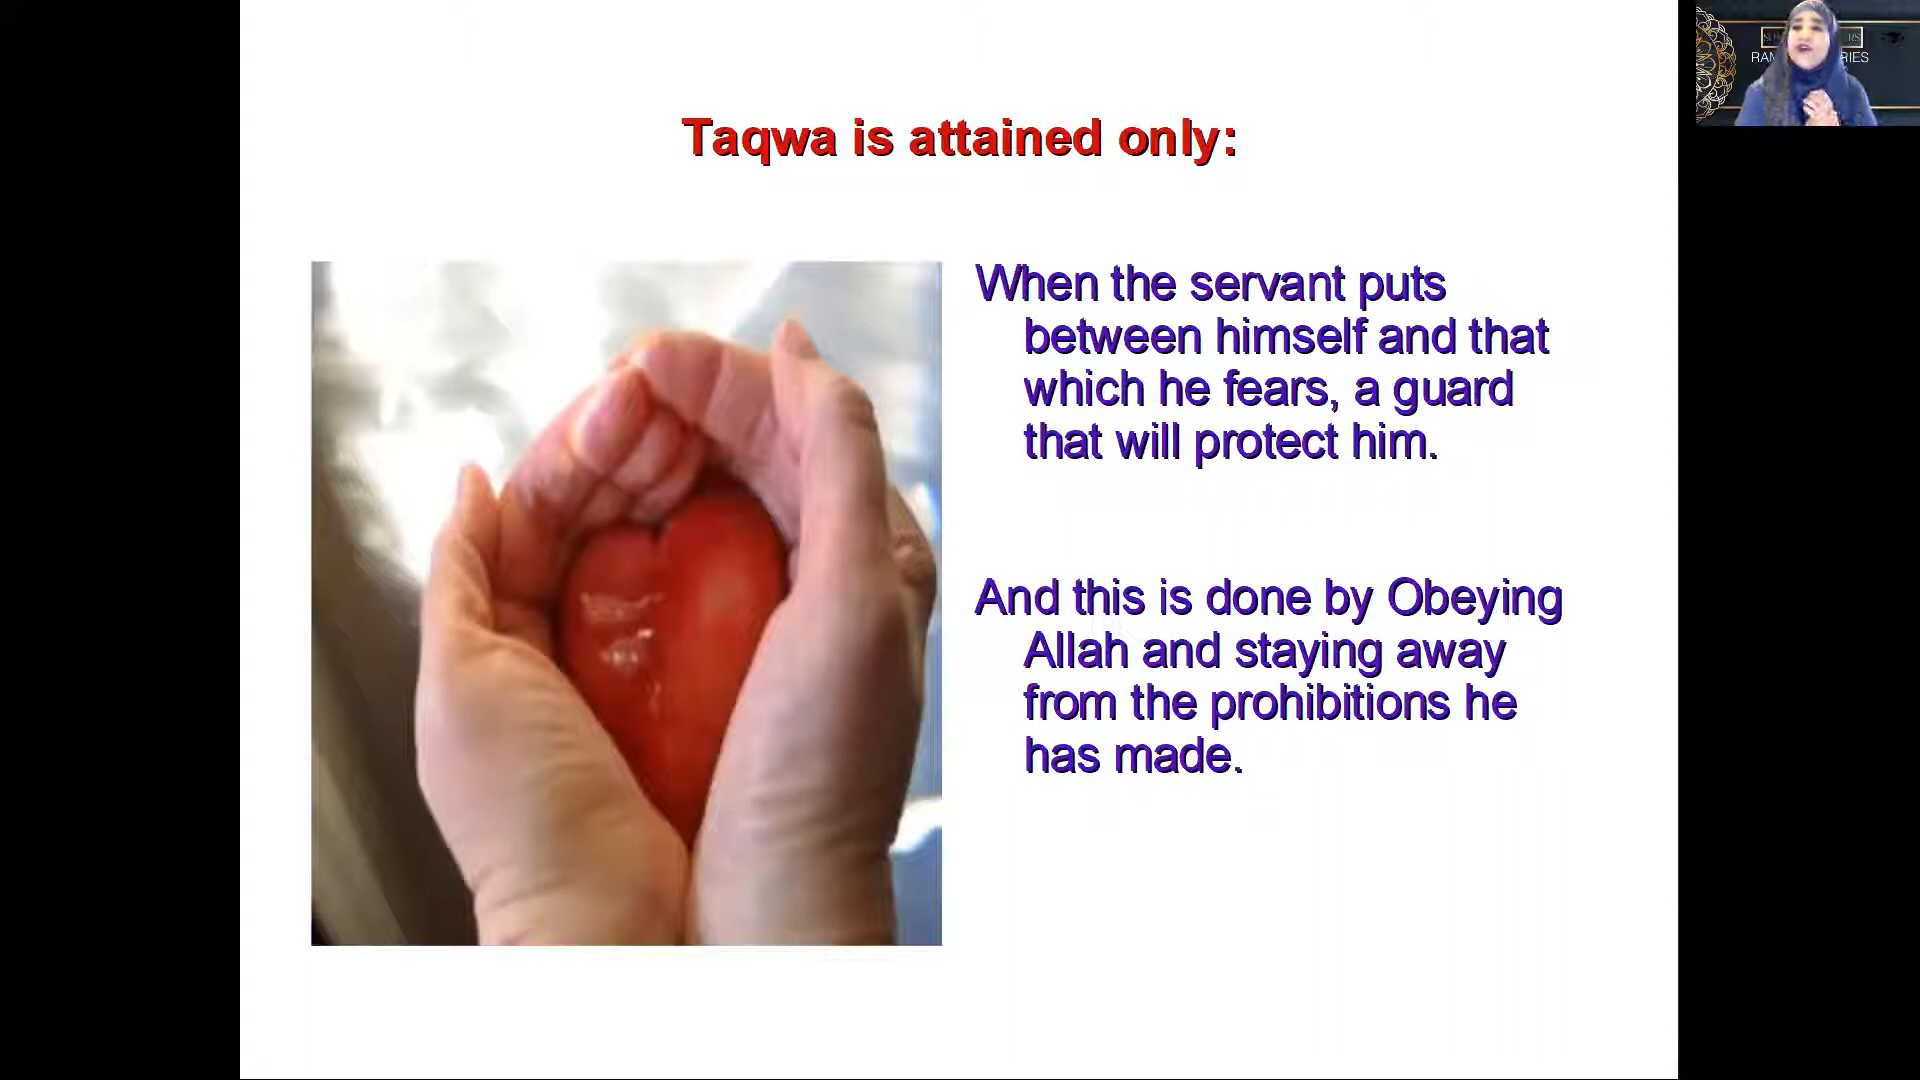 Taqwa is attained only:
When the servant puts
between himself and that
which he fears, a guard
that will protect him.
And this is done by Obeying
Allah and staying away
from the prohibitions he
has made.